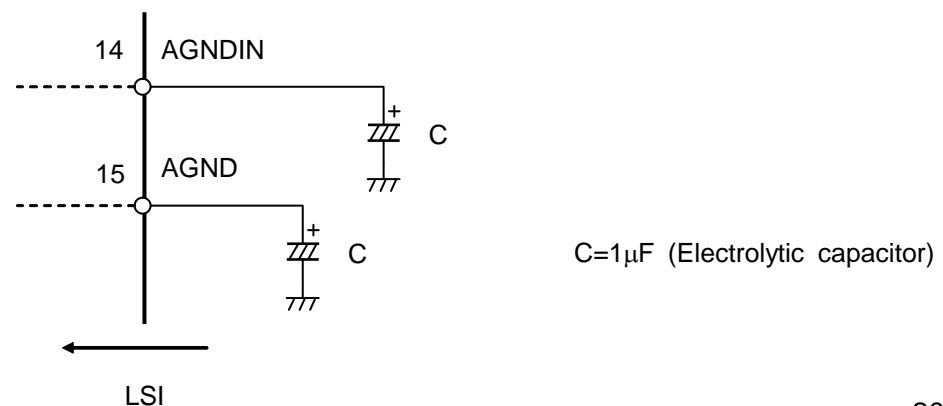 14 AGNDIN
+
C
15 AGND
+
C
C=1μF (Electrolytic capacitor)
LSI